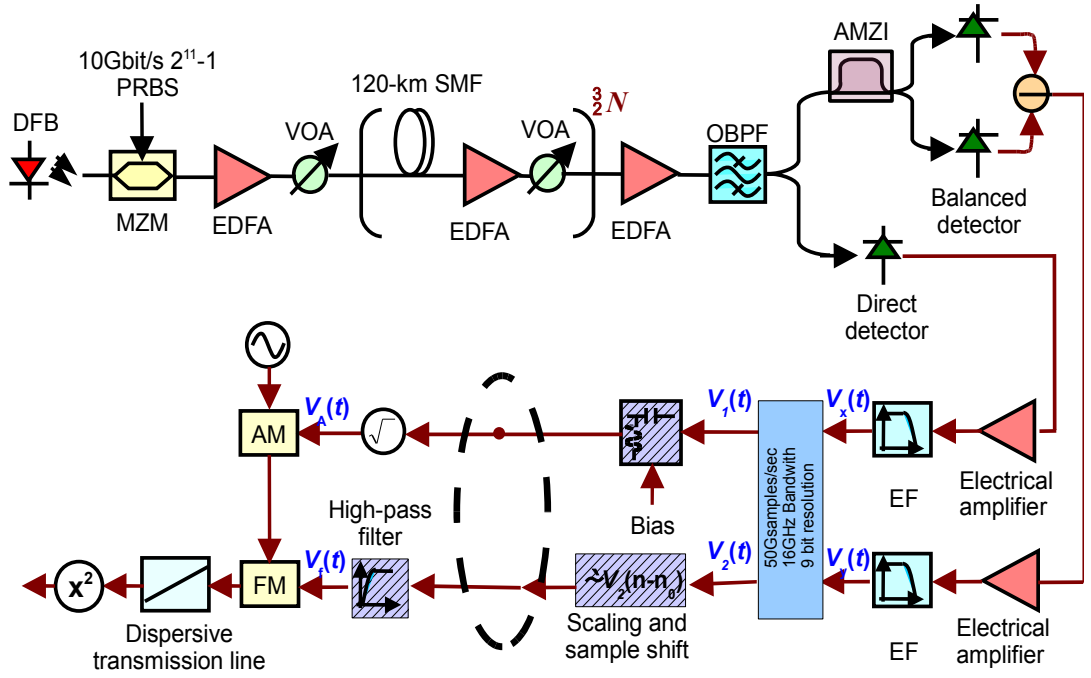 10Gbit/s 2¹¹-1
PRBS
DFB
MZM
EDFA
VOA
120-km SMF
EDFA
VOA
3/2 N
EDFA
OBPF
AMZI
Balanced
detector
Direct
detector
AM
V_A(t)
√
V_1(t)
V_x(t)
EF
Electrical
amplifier
Bias
50Gsamples/sec
16GHz Bandwith
9 bit resolution
High-pass
filter
FM
V_f(t)
~V_2(n-n_0)
Scaling and
sample shift
V_2(t)
V_y(t)
EF
Electrical
amplifier
x²
Dispersive
transmission line